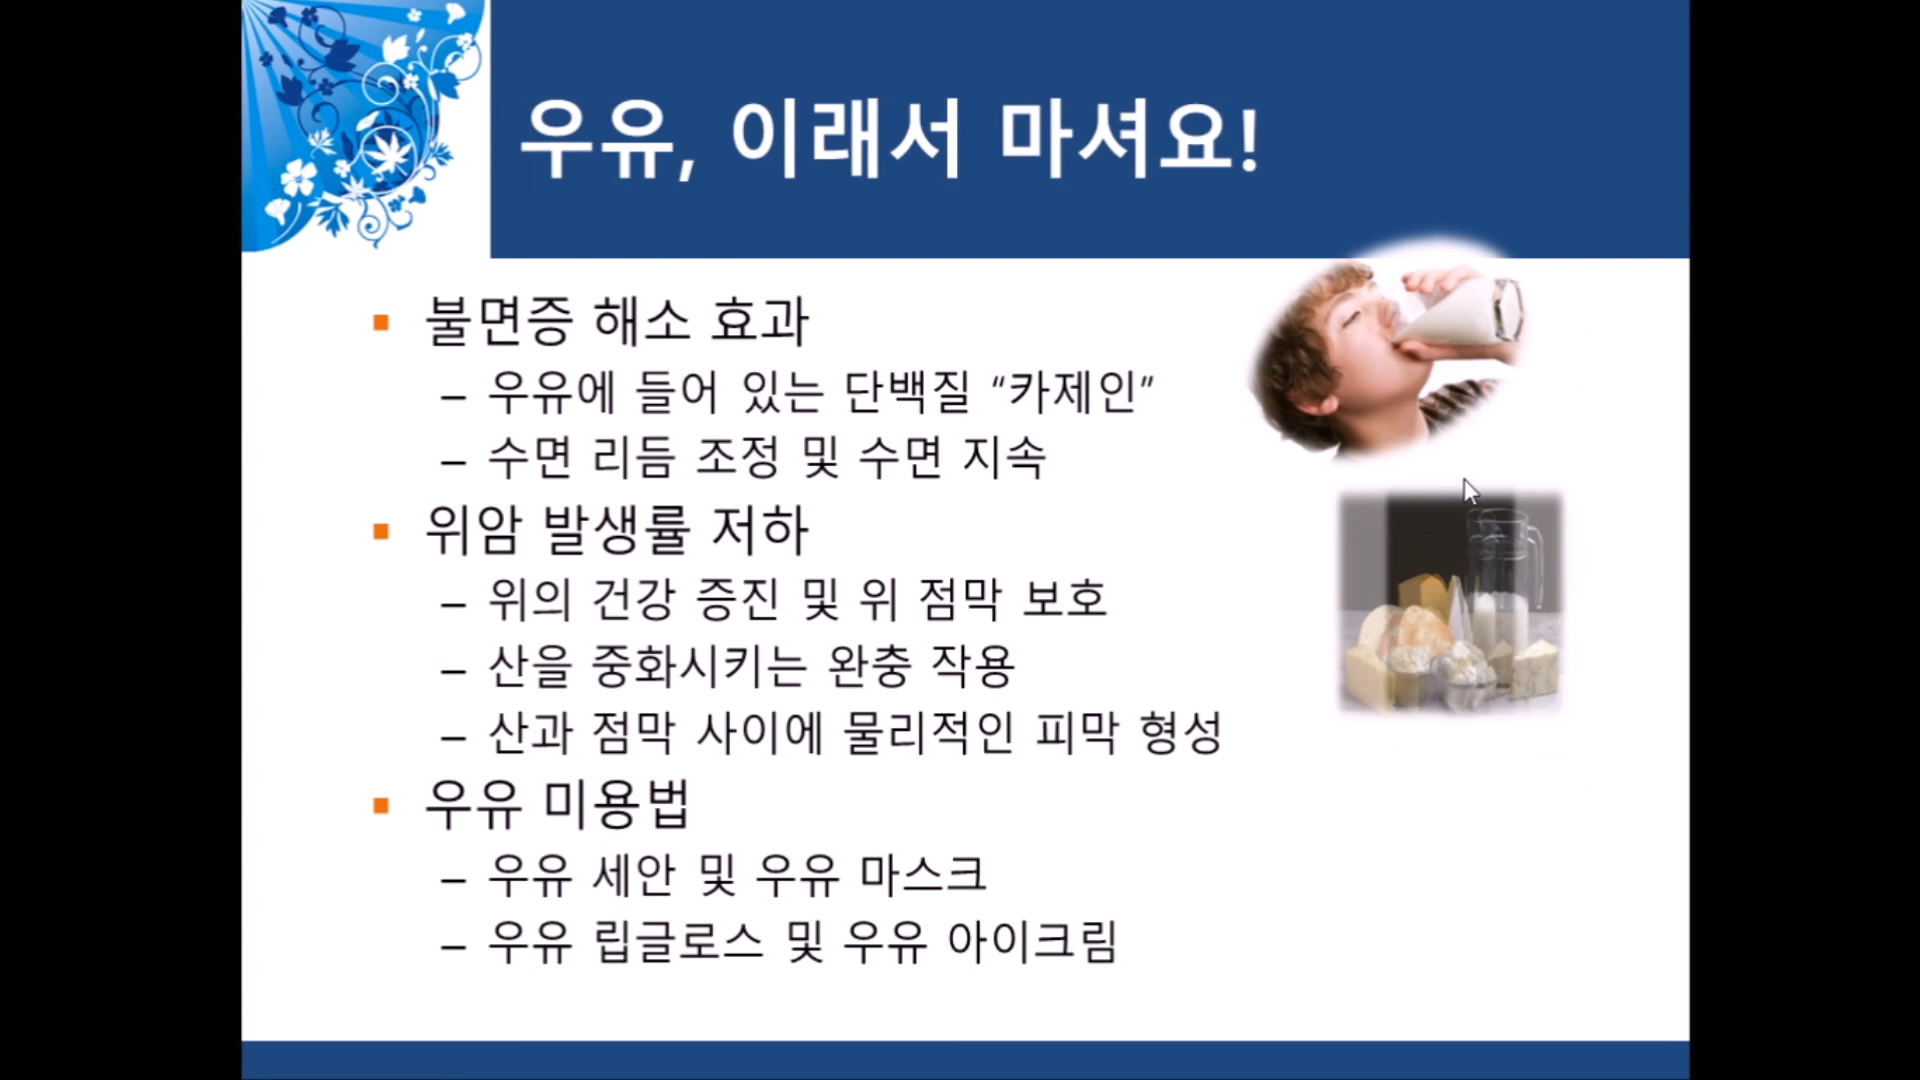 우유, 이래서 마셔요!
▪ 불면증 해소 효과
– 우유에 들어 있는 단백질 “카제인”
– 수면 리듬 조정 및 수면 지속
▪ 위암 발생률 저하
– 위의 건강 증진 및 위 점막 보호
– 산을 중화시키는 완충 작용
– 산과 점막 사이에 물리적인 피막 형성
▪ 우유 미용법
– 우유 세안 및 우유 마스크
– 우유 립글로스 및 우유 아이크림